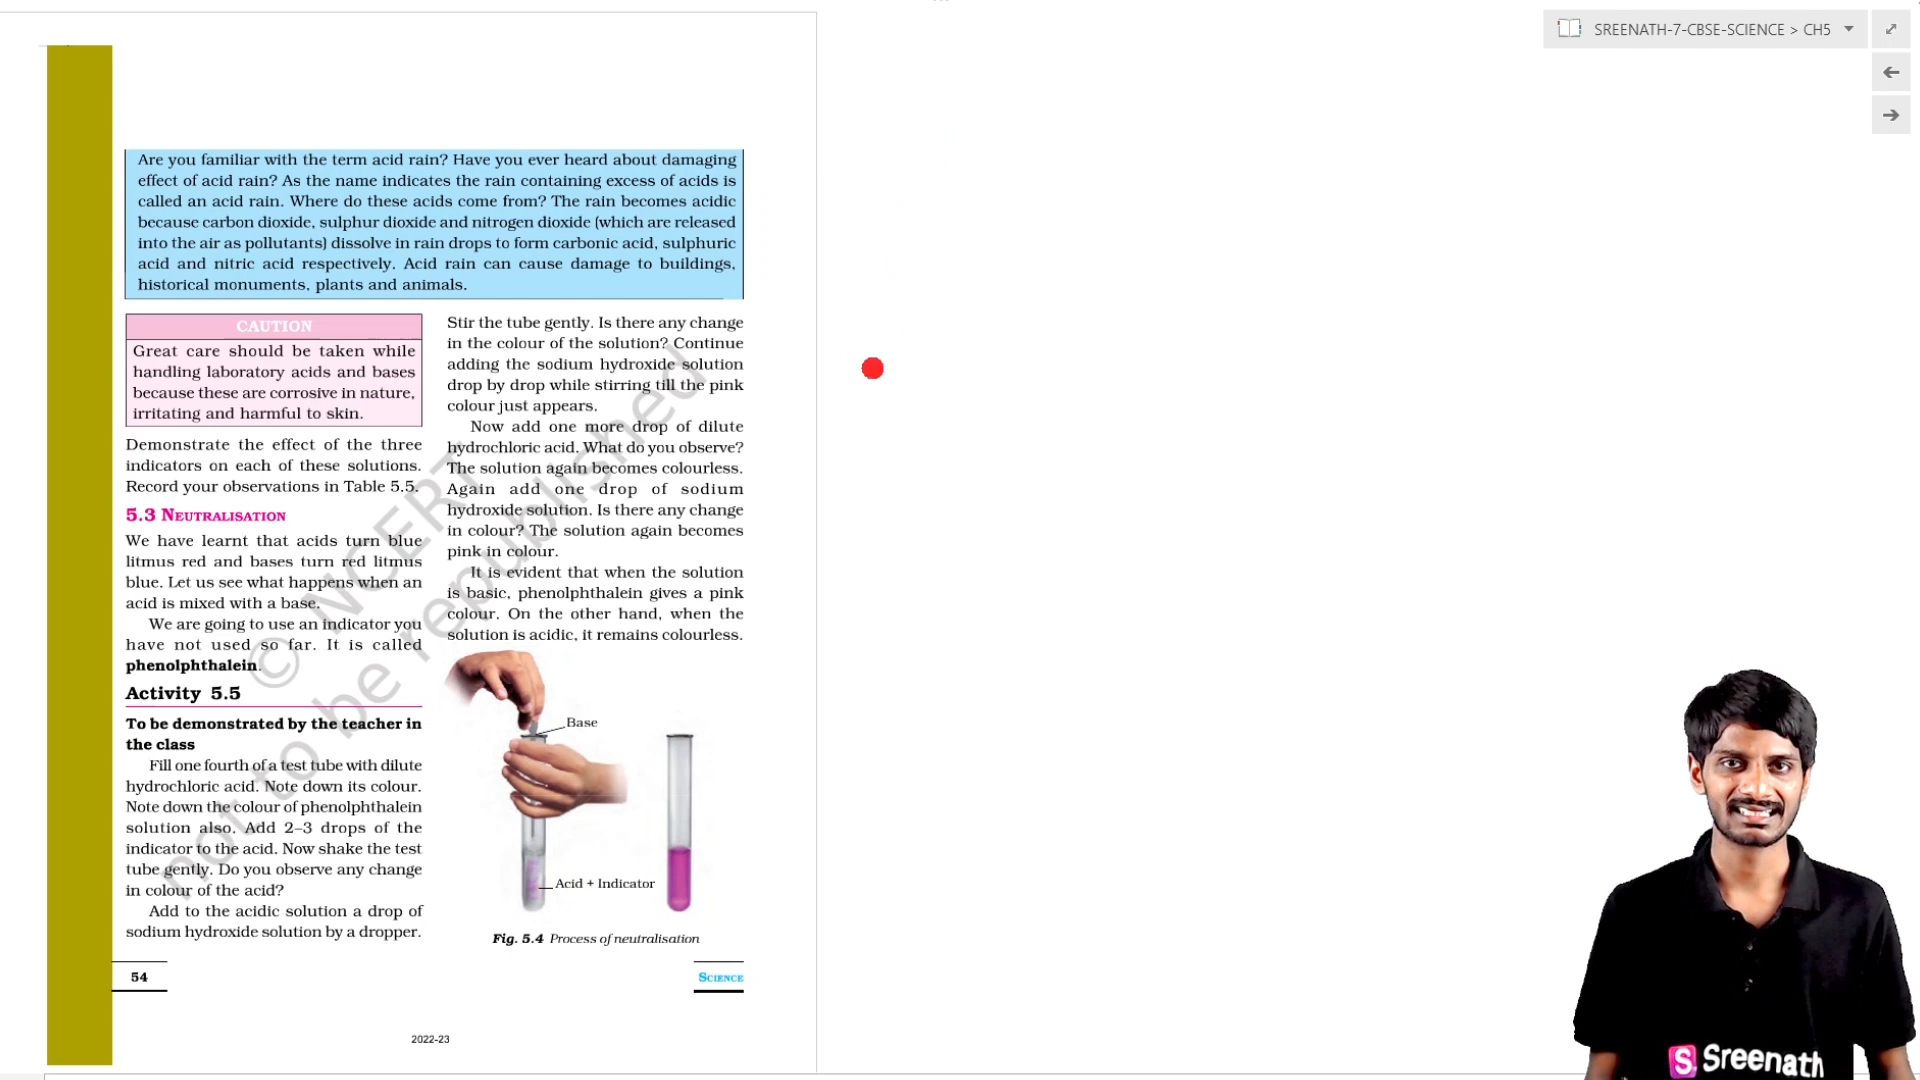 SREENATH-7-CBSE-SCIENCE > CH5
Are you familiar with the term acid rain? Have you ever heard about damaging
effect of acid rain? As the name indicates the rain containing excess of acids is
called an acid rain. Where do these acids come from? The rain becomes acidic
because carbon dioxide, sulphur dioxide and nitrogen dioxide (which are released
into the air as pollutants) dissolve in rain drops to form carbonic acid, sulphuric
acid and nitric acid respectively. Acid rain can cause damage to buildings,
historical monuments, plants and animals.
CAUTION
Great care should be taken while
handling laboratory acids and bases
because these are corrosive in nature,
irritating and harmful to skin.
Demonstrate the effect of the three
indicators on each of these solutions.
Record your observations in Table 5.5.
5.3 NEUTRALISATION
We have learnt that acids turn blue
litmus red and bases turn red litmus
blue. Let us see what happens when an
acid is mixed with a base.
We are going to use an indicator you
have not used so far. It is called
phenolphthalein.
Activity 5.5
To be demonstrated by the teacher in
the class
Fill one fourth of a test tube with dilute
hydrochloric acid. Note down its colour.
Note down the colour of phenolphthalein
solution also. Add 2–3 drops of the
indicator to the acid. Now shake the test
tube gently. Do you observe any change
in colour of the acid?
Add to the acidic solution a drop of
sodium hydroxide solution by a dropper.
Stir the tube gently. Is there any change
in the colour of the solution? Continue
adding the sodium hydroxide solution
drop by drop while stirring till the pink
colour just appears.
Now add one more drop of dilute
hydrochloric acid. What do you observe?
The solution again becomes colourless.
Again add one drop of sodium
hydroxide solution. Is there any change
in colour? The solution again becomes
pink in colour.
It is evident that when the solution
is basic, phenolphthalein gives a pink
colour. On the other hand, when the
solution is acidic, it remains colourless.
Base
Acid + Indicator
Fig. 5.4 Process of neutralisation
54
SCIENCE
2022-23
© NCERT
not to be republished
S Sreenath